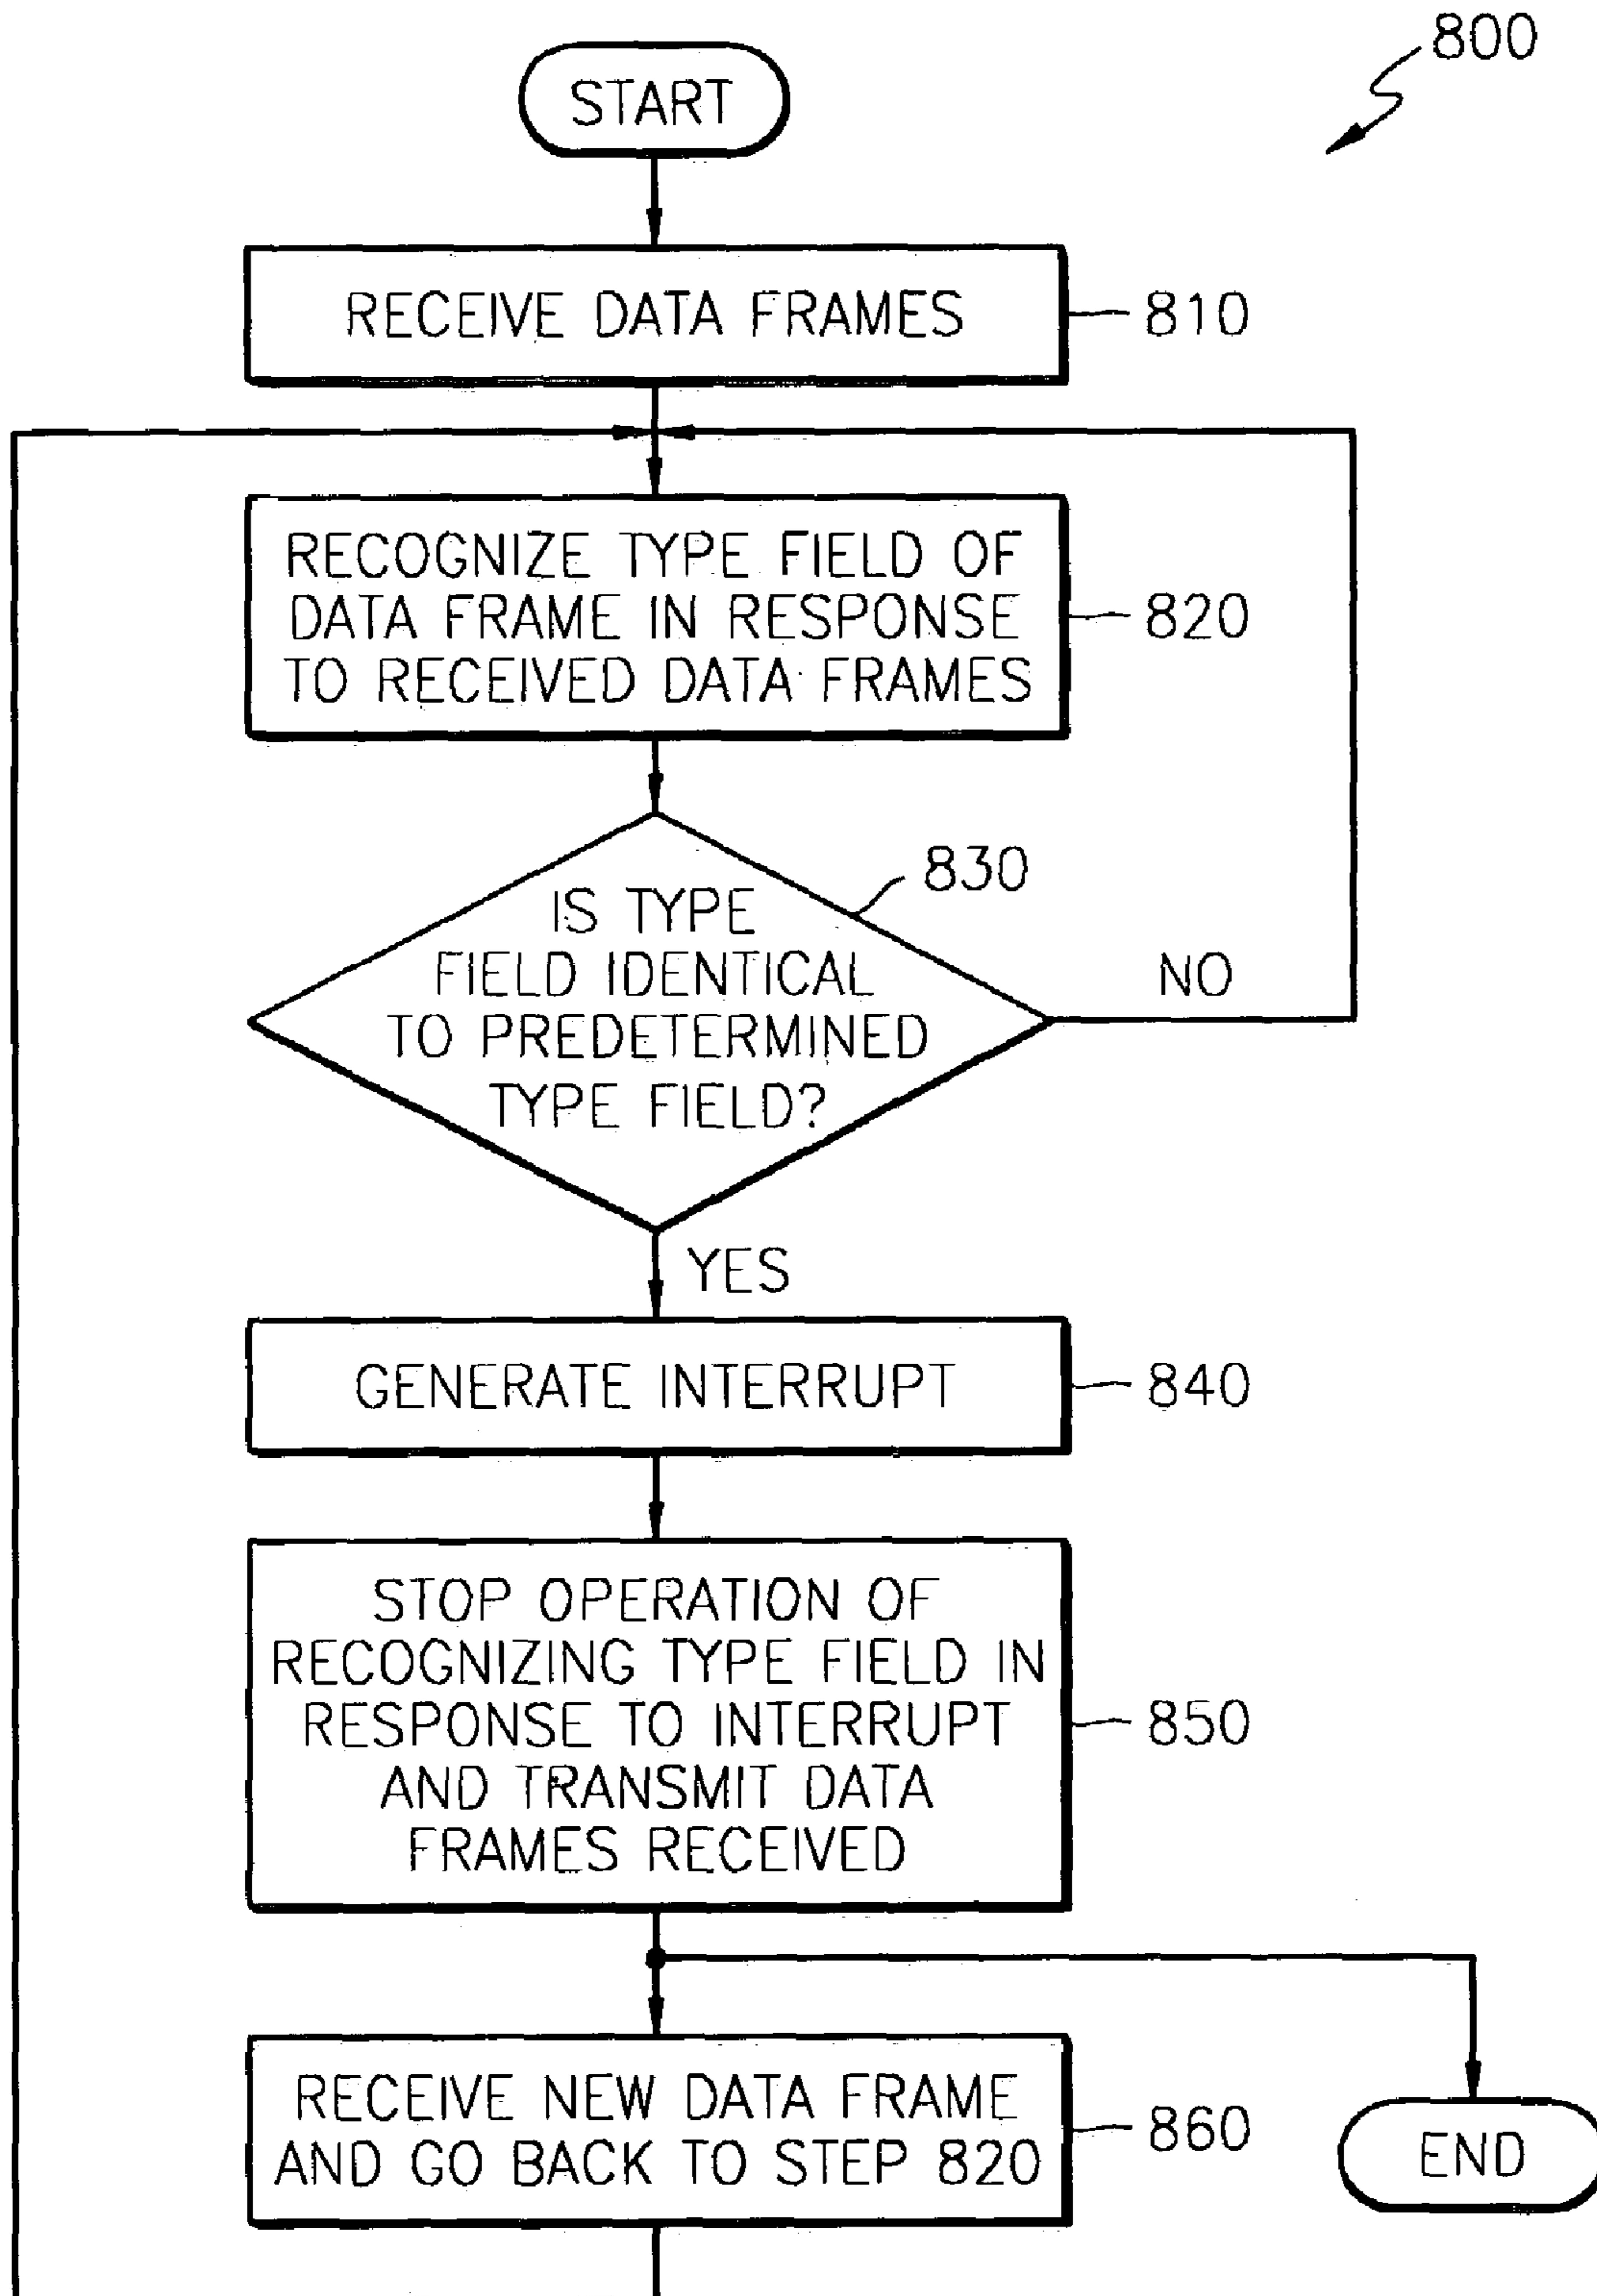 800
START
RECEIVE DATA FRAMES
810
RECOGNIZE TYPE FIELD OF
DATA FRAME IN RESPONSE
TO RECEIVED DATA FRAMES
820
830
IS TYPE
FIELD IDENTICAL
TO PREDETERMINED
TYPE FIELD?
NO
YES
GENERATE INTERRUPT
840
STOP OPERATION OF
RECOGNIZING TYPE FIELD IN
RESPONSE TO INTERRUPT
AND TRANSMIT DATA
FRAMES RECEIVED
850
RECEIVE NEW DATA FRAME
AND GO BACK TO STEP 820
860
END